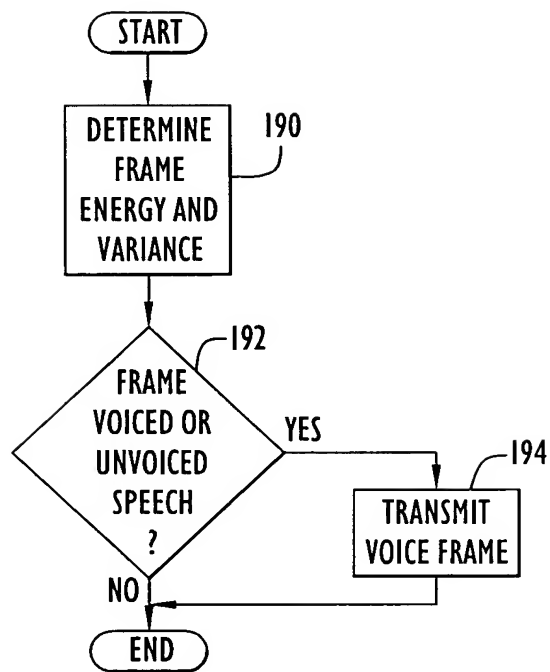 START
DETERMINE
FRAME
ENERGY AND
VARIANCE
190
FRAME
VOICED OR
UNVOICED
SPEECH
?
192
YES
TRANSMIT
VOICE FRAME
194
NO
END